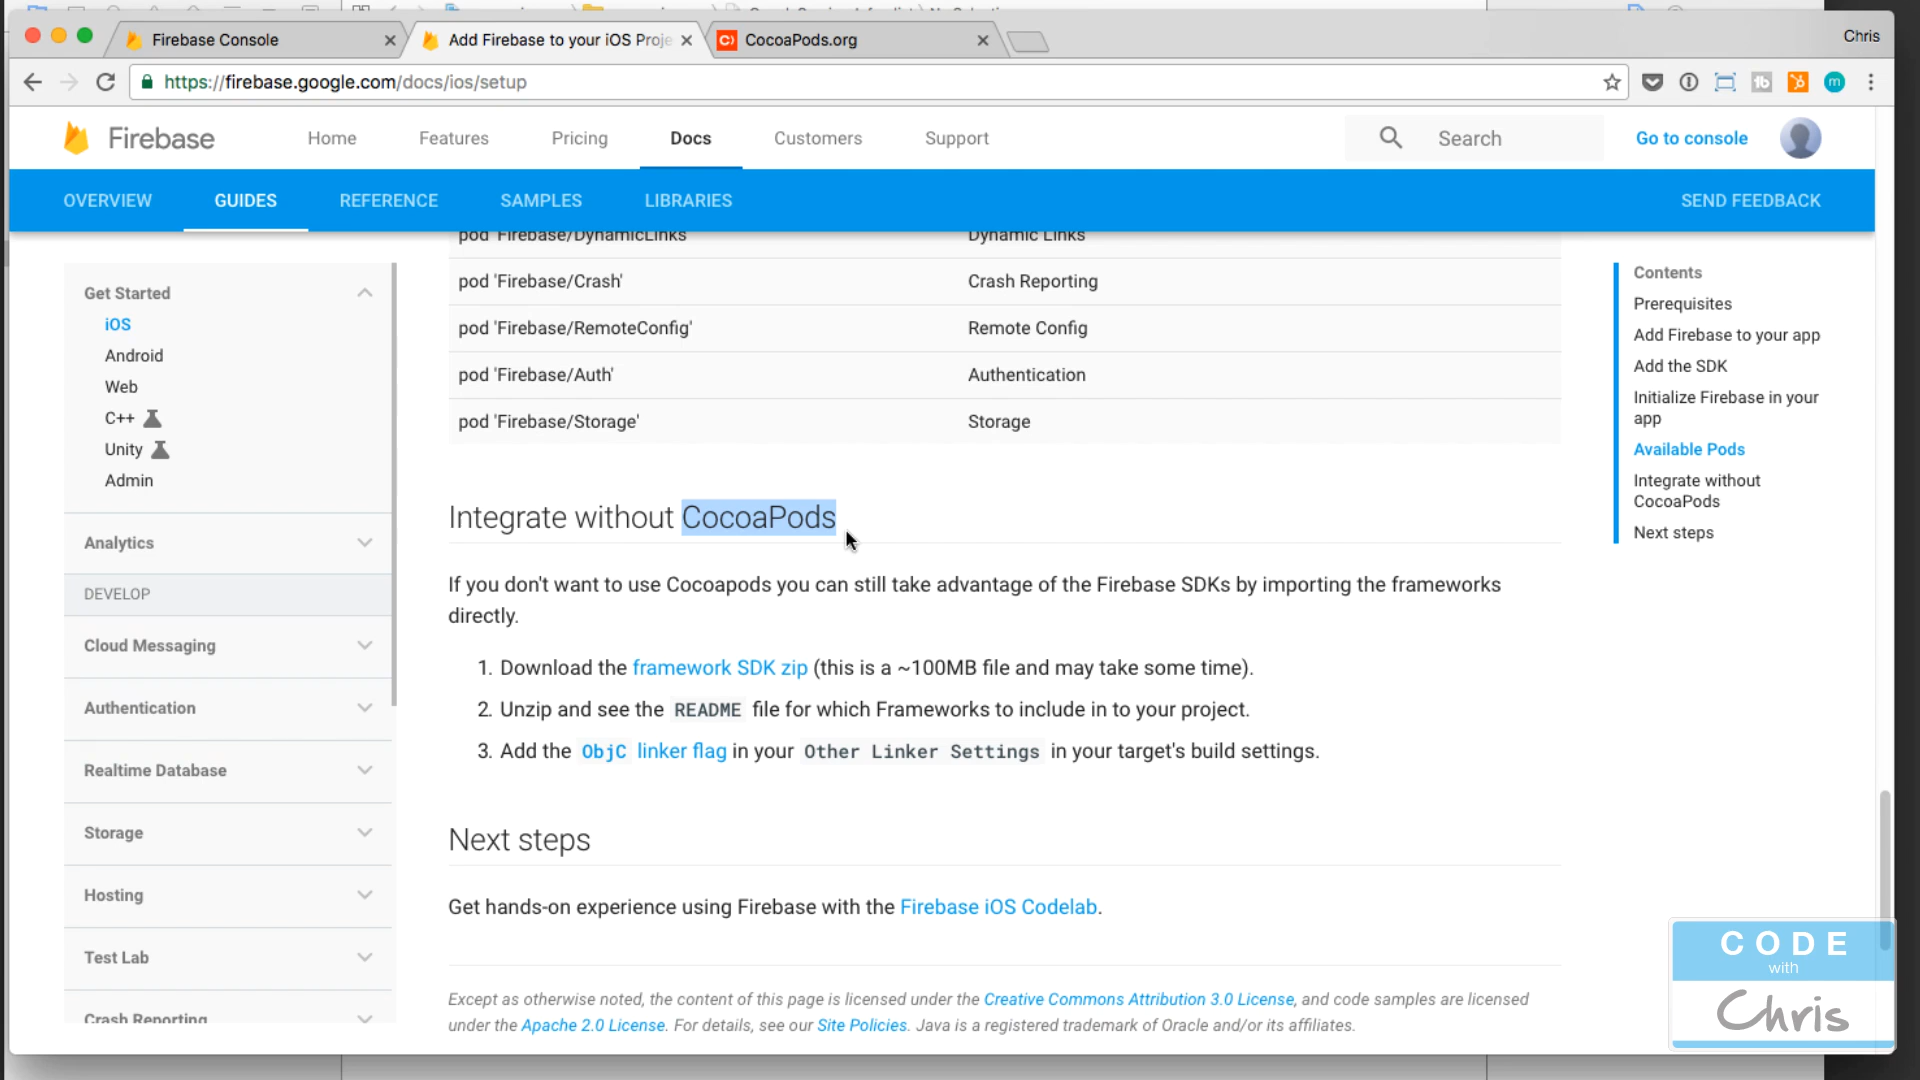 Firebase Console
Add Firebase to your iOS Proje
CocoaPods.org
Chris
https://firebase.google.com/docs/ios/setup
Firebase
Home
Features
Pricing
Docs
Customers
Support
Search
Go to console
OVERVIEW
GUIDES
REFERENCE
SAMPLES
LIBRARIES
SEND FEEDBACK
Get Started
iOS
Android
Web
C++
Unity
Admin
Analytics
DEVELOP
Cloud Messaging
Authentication
Realtime Database
Storage
Hosting
Test Lab
Crash Reporting
pod 'Firebase/DynamicLinks
Dynamic Links
pod 'Firebase/Crash'
Crash Reporting
pod 'Firebase/RemoteConfig'
Remote Config
pod 'Firebase/Auth'
Authentication
pod 'Firebase/Storage'
Storage
Integrate without CocoaPods
If you don't want to use Cocoapods you can still take advantage of the Firebase SDKs by importing the frameworks
directly.
1. Download the framework SDK zip (this is a ~100MB file and may take some time).
2. Unzip and see the README file for which Frameworks to include in to your project.
3. Add the ObjC linker flag in your Other Linker Settings in your target's build settings.
Next steps
Get hands-on experience using Firebase with the Firebase iOS Codelab.
Except as otherwise noted, the content of this page is licensed under the Creative Commons Attribution 3.0 License, and code samples are licensed
under the Apache 2.0 License. For details, see our Site Policies. Java is a registered trademark of Oracle and/or its affiliates.
Contents
Prerequisites
Add Firebase to your app
Add the SDK
Initialize Firebase in your
app
Available Pods
Integrate without
CocoaPods
Next steps
CODE
with
Chris